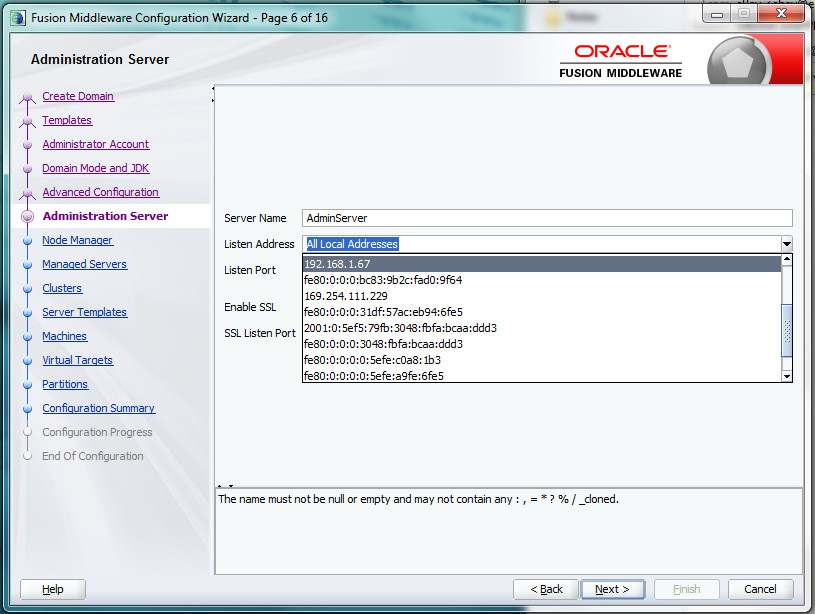 Fusion Middleware Configuration Wizard - Page 6 of 16
Administration Server
ORACLE
FUSION MIDDLEWARE
Create Domain
Templates
Administrator Account
Domain Mode and JDK
Advanced Configuration
Administration Server
Node Manager
Managed Servers
Clusters
Server Templates
Machines
Virtual Targets
Partitions
Configuration Summary
Configuration Progress
End Of Configuration
Server Name AdminServer
Listen Address All Local Addresses
Listen Port
Enable SSL
SSL Listen Port
192.168.1.67
fe80:0:0:0:bc83:9b2c:fad0:9f64
169.254.111.229
fe80:0:0:0:31df:57ac:eb94:6fe5
2001:0:5ef5:79fb:3048:fbfa:bcaa:ddd3
fe80:0:0:0:3048:fbfa:bcaa:ddd3
fe80:0:0:0:0:5efe:c0a8:1b3
fe80:0:0:0:0:5efe:a9fe:6fe5
The name must not be null or empty and may not contain any : , = * ? % / _cloned.
Help
< Back Next > Finish Cancel